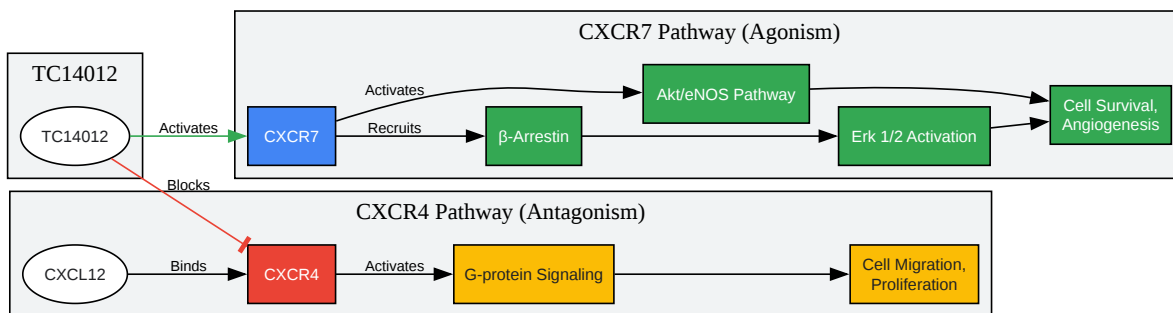 CXCR7 Pathway (Agonism)
TC14012
Activates
Akt/eNOS Pathway
Cell Survival,
Angiogenesis
TC14012
Activates
CXCR7
Recruits
β-Arrestin
Erk 1/2 Activation
Blocks
CXCR4 Pathway (Antagonism)
CXCL12
Binds
CXCR4
Activates
G-protein Signaling
Cell Migration,
Proliferation